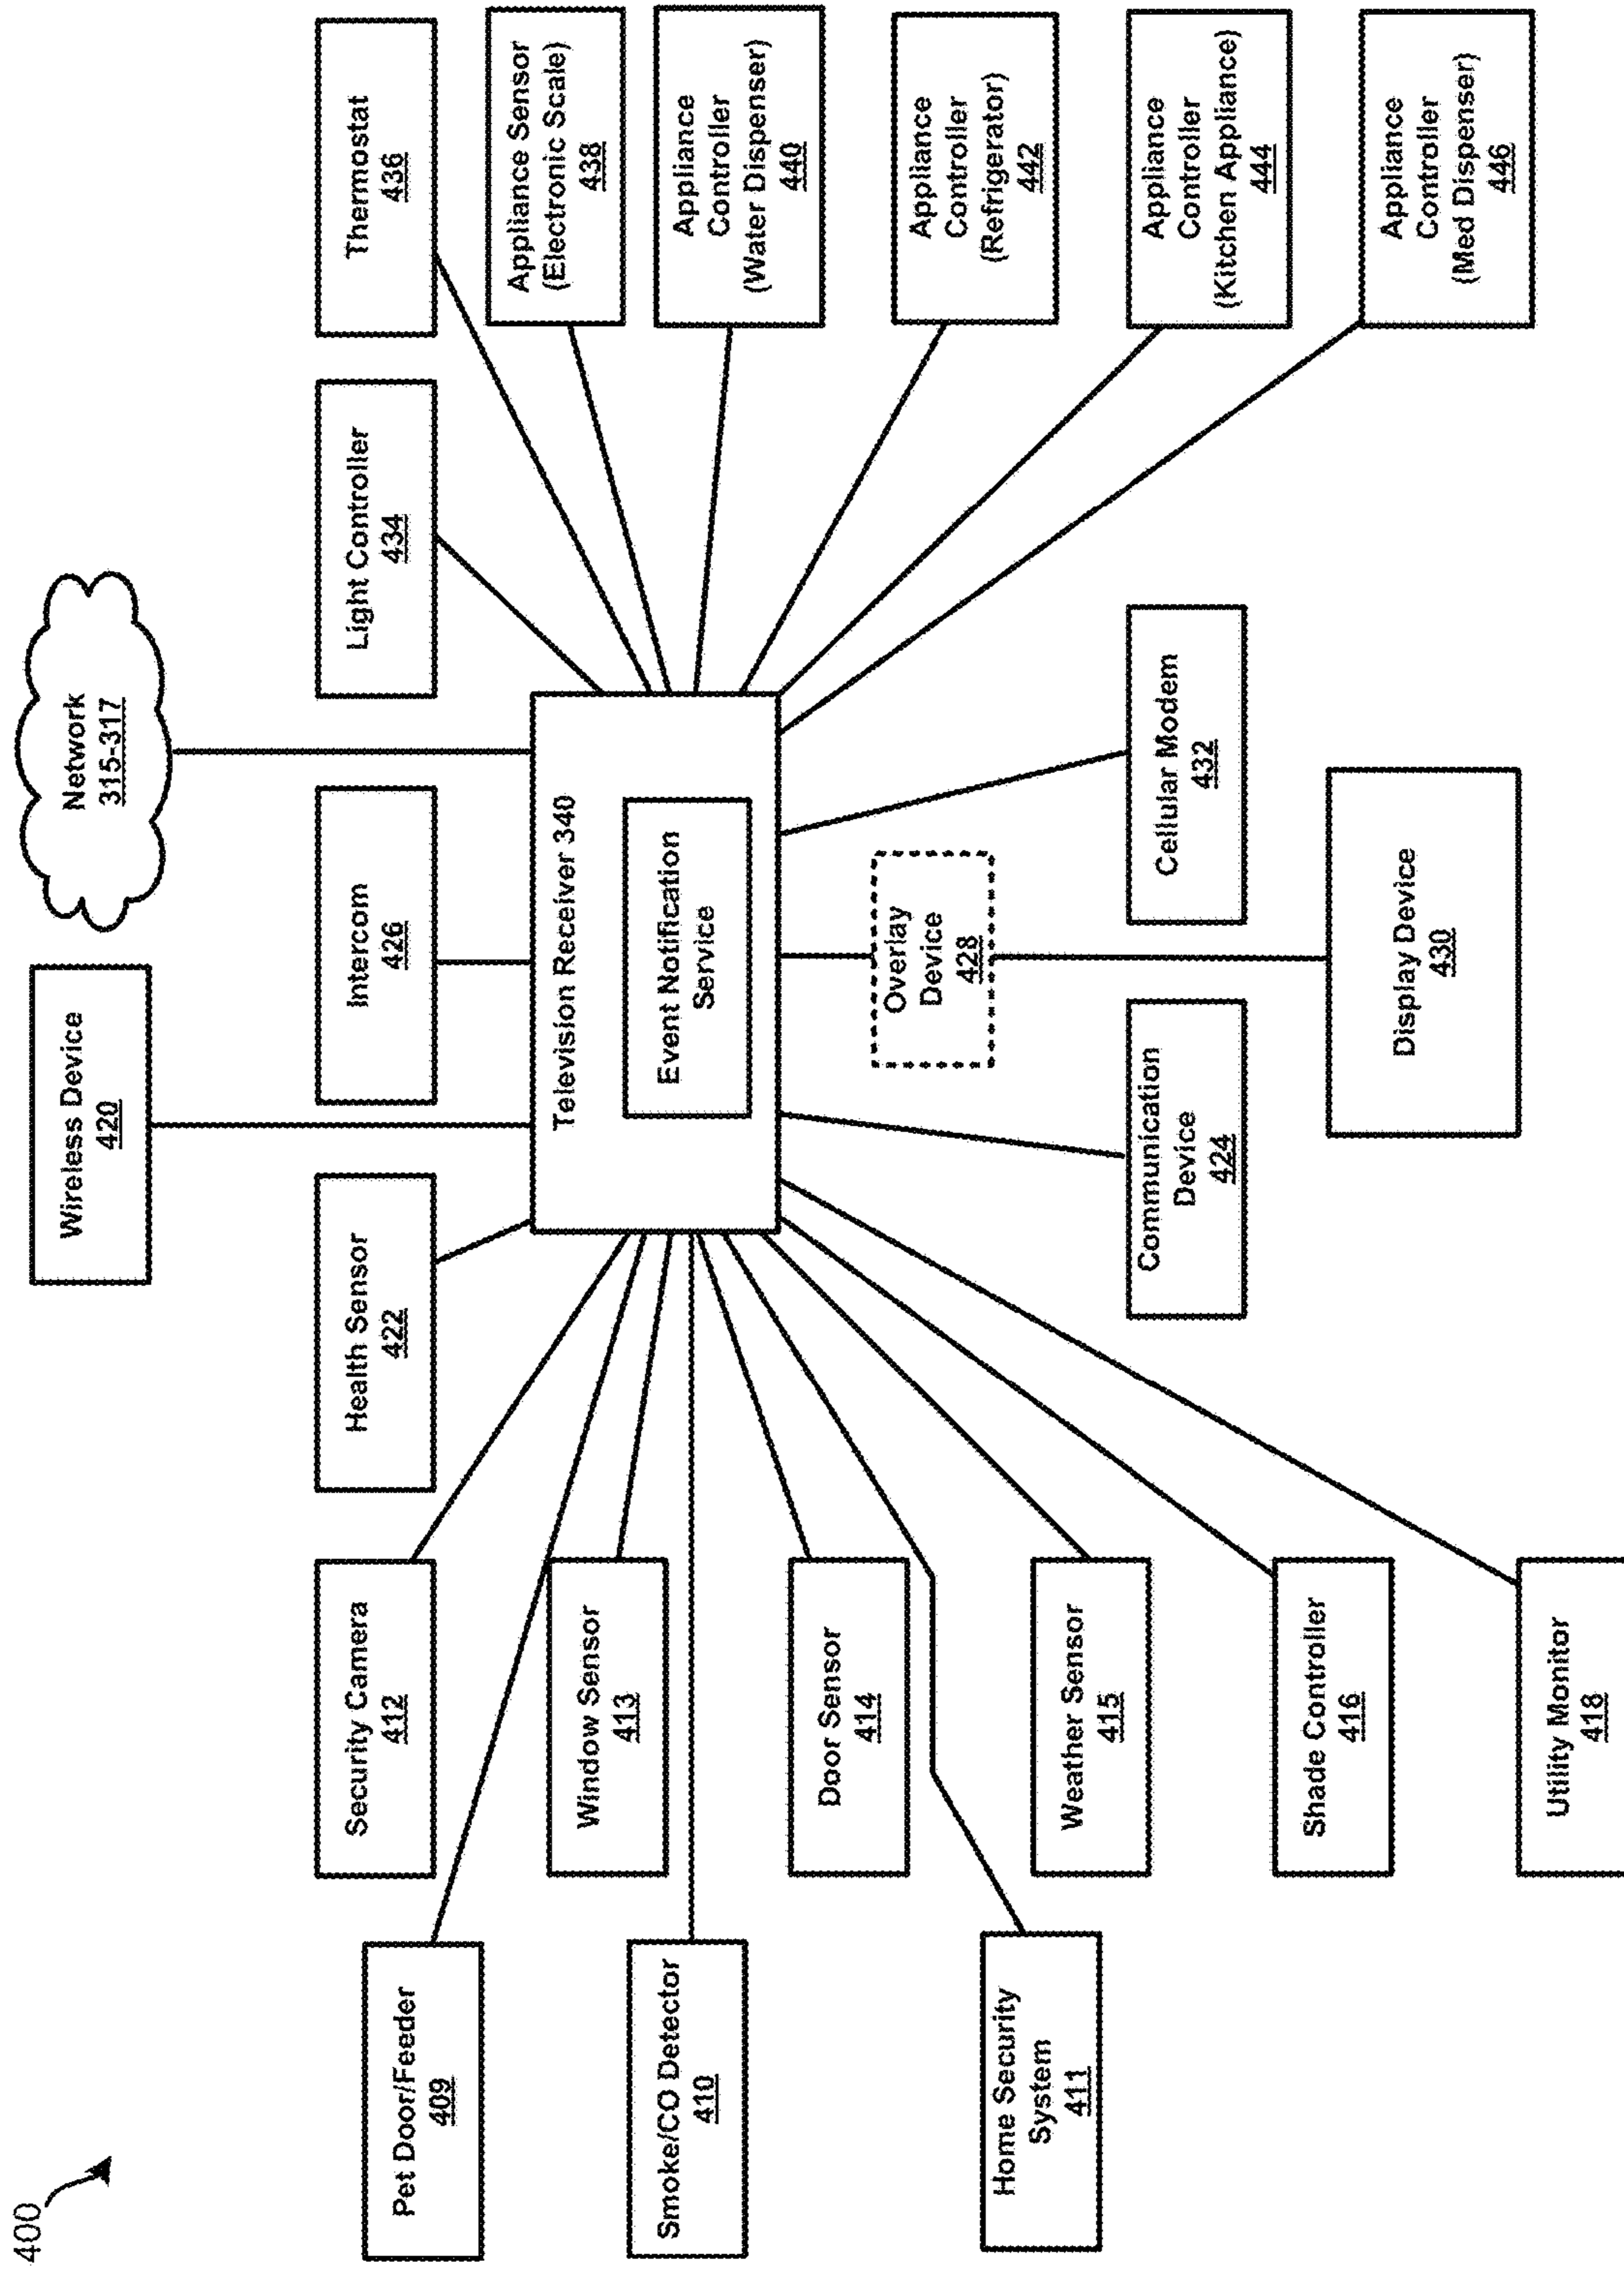 400
Wireless Device
420
Network
315-317
Security Camera
412
Health Sensor
422
Intercom
426
Light Controller
434
Thermostat
436
Pet Door/Feeder
409
Window Sensor
413
Television Receiver 340
Event Notification
Service
Appliance Sensor
(Electronic Scale)
438
Smoke/CO Detector
410
Appliance
Controller
(Water Dispenser)
440
Door Sensor
414
Overlay
Device
428
Appliance
Controller
(Refrigerator)
442
Home Security
System
411
Weather Sensor
415
Communication
Device
424
Cellular Modem
432
Appliance
Controller
(Kitchen Appliance)
444
Shade Controller
416
Display Device
430
Appliance
Controller
(Med Dispenser)
446
Utility Monitor
418